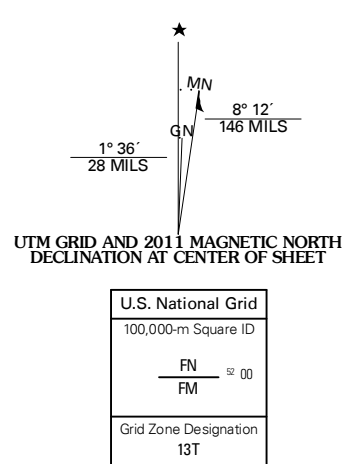 MN
8° 12´
146 MILS
GN
1° 36´
28 MILS
UTM GRID AND 2011 MAGNETIC NORTH
DECLINATION AT CENTER OF SHEET
U.S. National Grid
100,000-m Square ID
FN
52 00
FM
Grid Zone Designation
13T